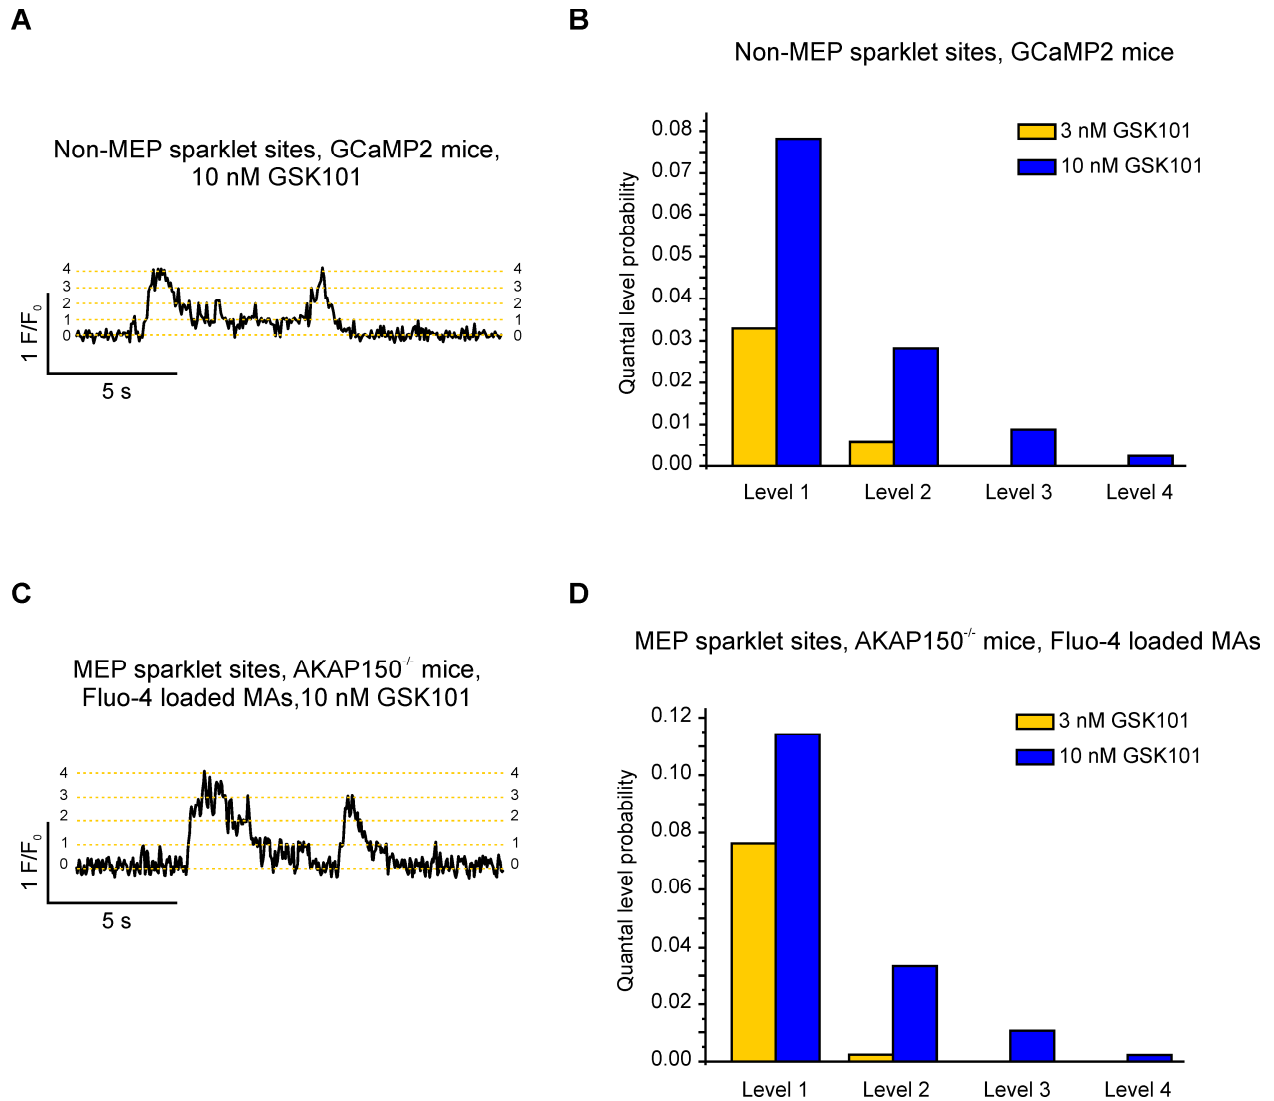 A
Non-MEP sparklet sites, GCaMP2 mice,
10 nM GSK101
4 4
3 3
2 2
1 1
0 0
1 F/F0
5 s
B
Non-MEP sparklet sites, GCaMP2 mice
3 nM GSK101
10 nM GSK101
Quantal level probability
0.08
0.07
0.06
0.05
0.04
0.03
0.02
0.01
0.00
Level 1 Level 2 Level 3 Level 4
C
MEP sparklet sites, AKAP150-/- mice,
Fluo-4 loaded MAs,10 nM GSK101
4 4
3 3
2 2
1 1
0 0
1 F/F0
5 s
D
MEP sparklet sites, AKAP150-/- mice, Fluo-4 loaded MAs
3 nM GSK101
10 nM GSK101
Quantal level probability
0.12
0.10
0.08
0.06
0.04
0.02
0.00
Level 1 Level 2 Level 3 Level 4